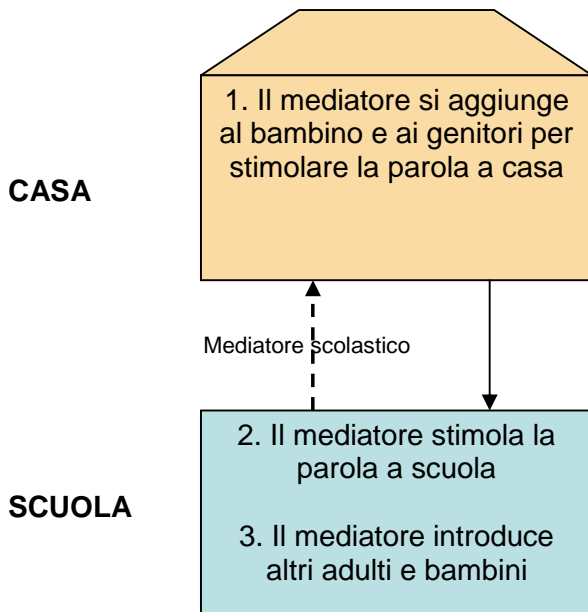 1. Il mediatore si aggiunge
al bambino e ai genitori per
stimolare la parola a casa
CASA
Mediatore scolastico
2. Il mediatore stimola la
parola a scuola
SCUOLA
3. Il mediatore introduce
altri adulti e bambini